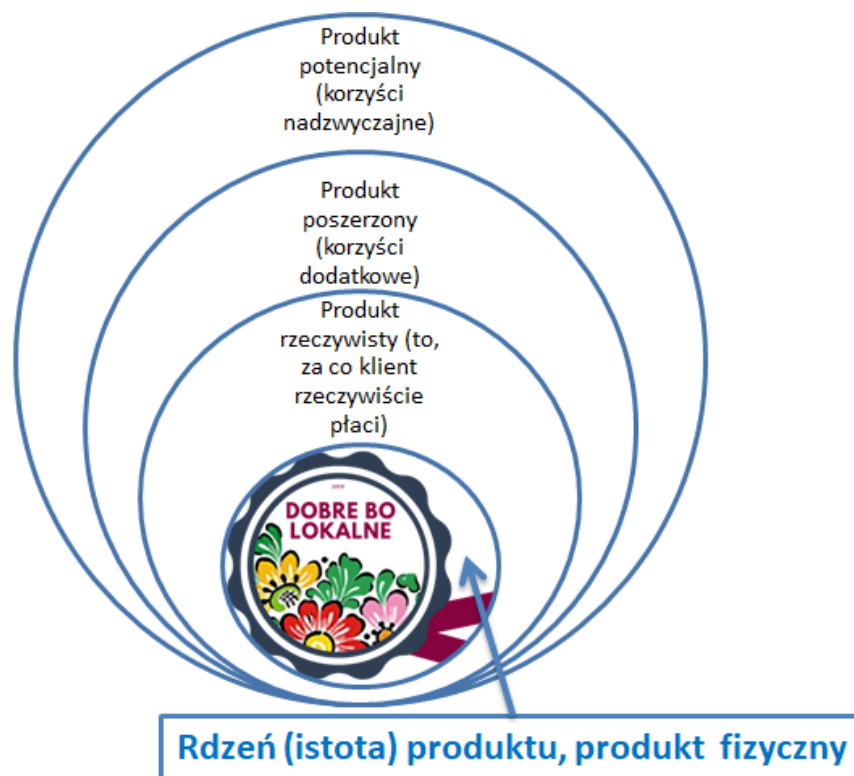 Produkt
potencjalny
(korzyści
nadzwyczajne)
Produkt
poszerzony
(korzyści
dodatkowe)
Produkt
rzeczywisty (to,
za co klient
rzeczywiście
płaci)
DOBRE BO
LOKALNE
Rdzeń (istota) produktu, produkt fizyczny